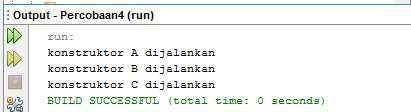 Output - Percobaan4 (run)
run:
konstruktor A dijalankan
konstruktor B dijalankan
konstruktor C dijalankan
BUILD SUCCESSFUL (total time: 0 seconds)